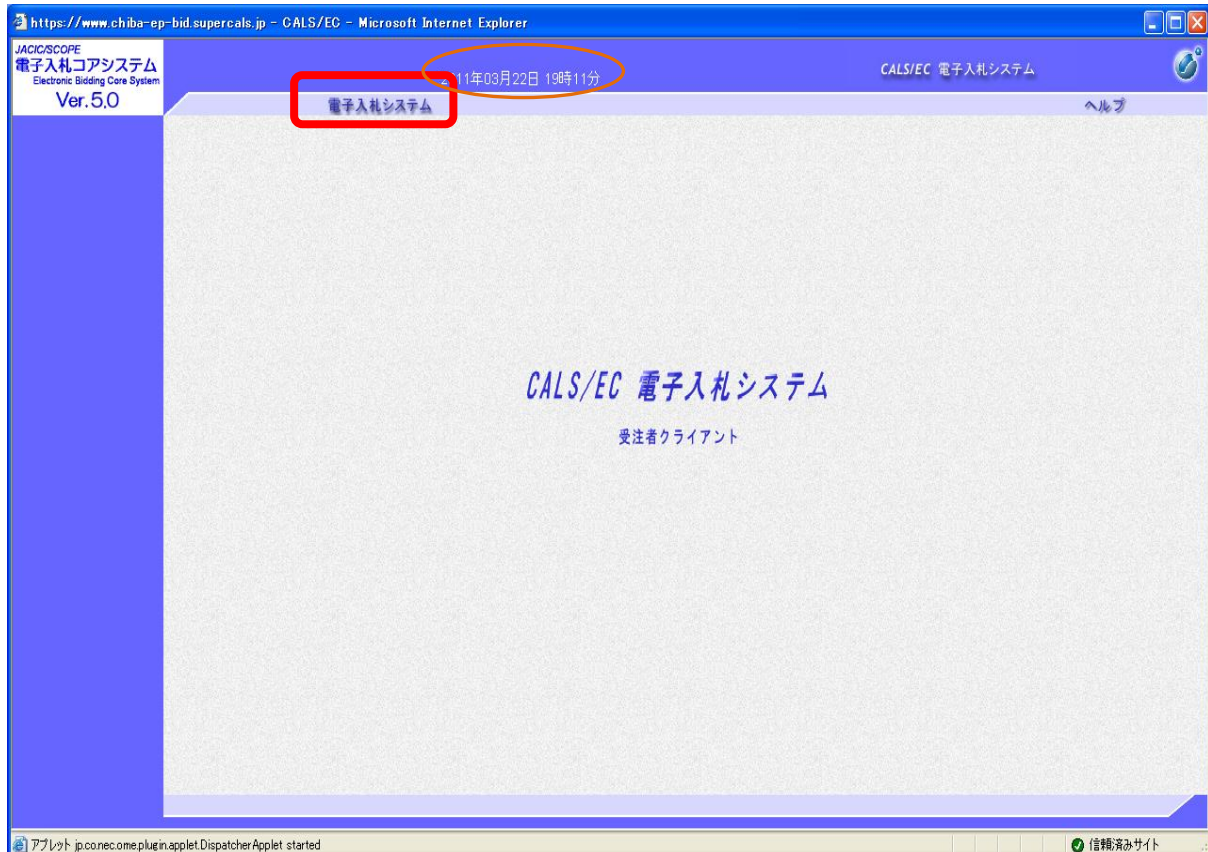 https://www.chiba-ep-bid.supercals.jp - CALS/EC - Microsoft Internet Explorer
JACIC/SCOPE
電子入札コアシステム
Electronic Bidding Core System
Ver.5.0
2011年03月22日 19時11分
CALS/EC 電子入札システム
電子入札システム
ヘルプ
CALS/EC 電子入札システム
受注者クライアント
アプレット jp.co.nec.ome.plugin.applet.DispatcherApplet started
信頼済みサイト